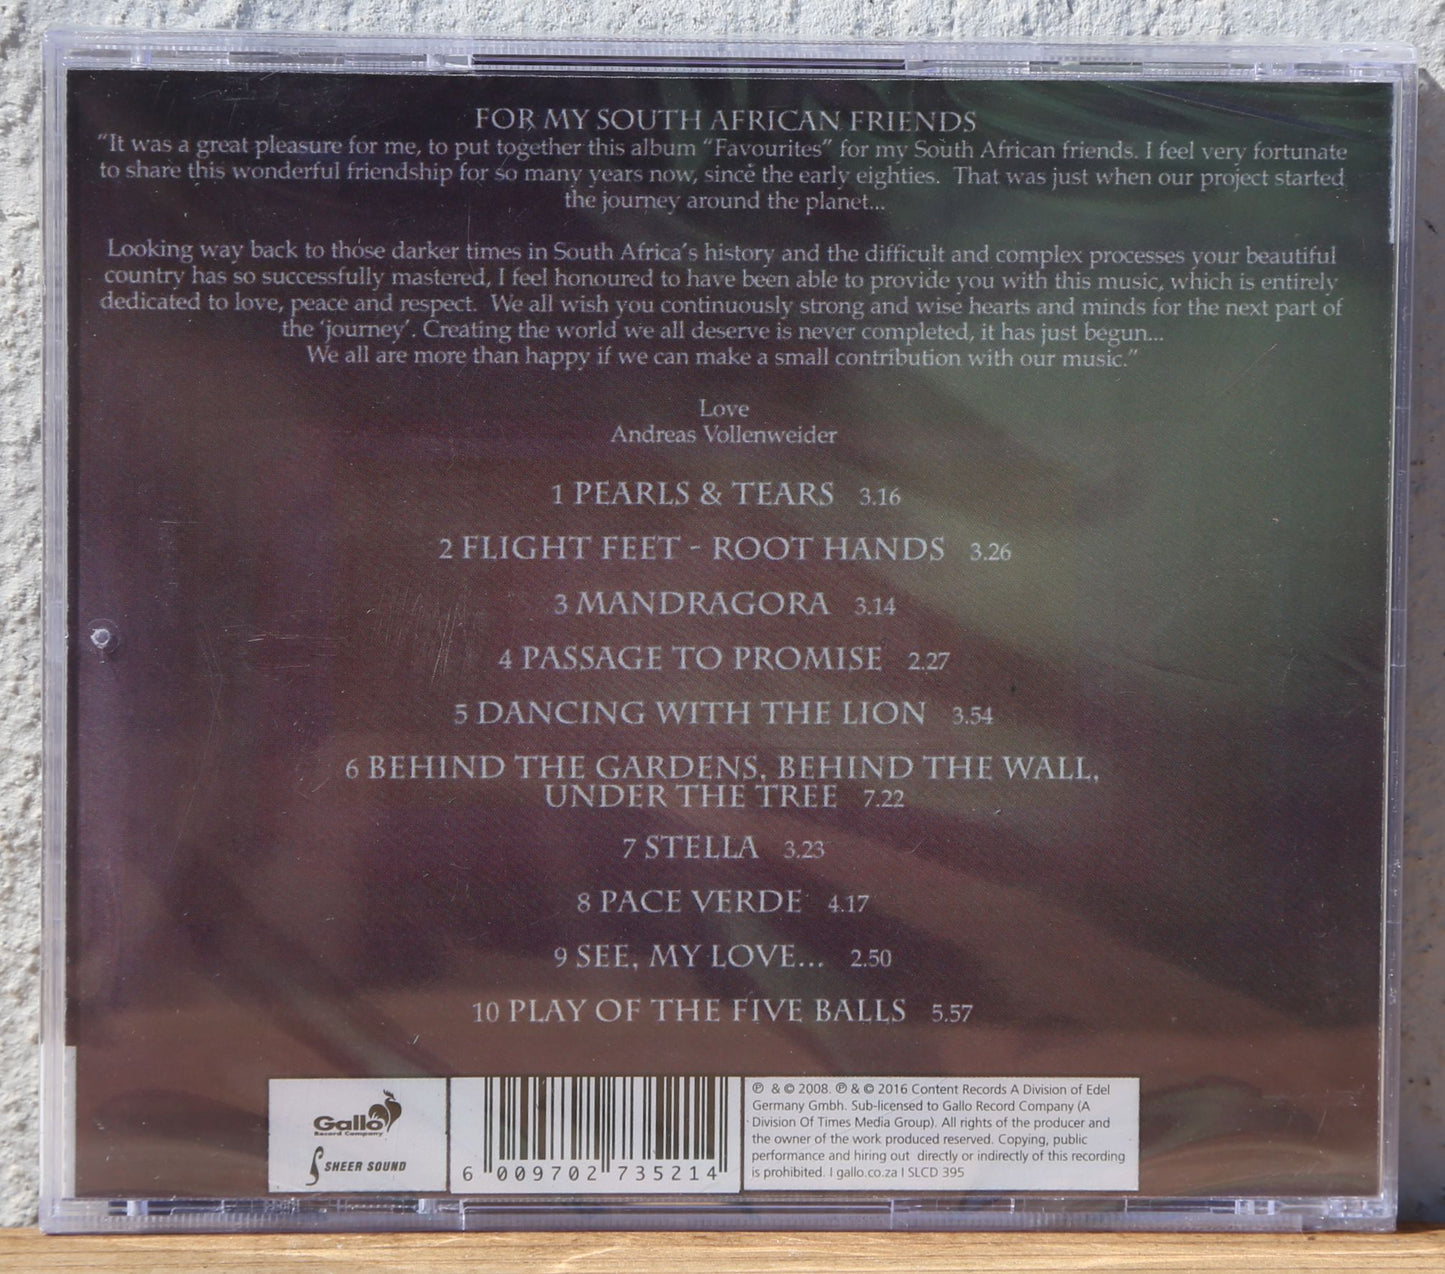 FOR MY SOUTH AFRICAN FRIENDS
"It was a great pleasure for me, to put together this album "Favourites" for my South African friends. I feel very fortunate
to share this wonderful friendship for so many years now, since the early eighties. That was just when our project started
the journey around the planet...
Looking way back to those darker times in South Africa's history and the difficult and complex processes your beautiful
country has so successfully mastered, I feel honoured to have been able to provide you with this music, which is entirely
dedicated to love, peace and respect. We all wish you continuously strong and wise hearts and minds for the next part of
the 'journey'. Creating the world we all deserve is never completed, it has just begun...
We all are more than happy if we can make a small contribution with our music."
Love
Andreas Vollenweider
1 PEARLS & TEARS 3.16
2 FLIGHT FEET - ROOT HANDS 3.26
3 MANDRAGORA 3.14
4 PASSAGE TO PROMISE 2.27
5 DANCING WITH THE LION 3.54
6 BEHIND THE GARDENS, BEHIND THE WALL,
UNDER THE TREE 7.22
7 STELLA 3.23
8 PACE VERDE 4.17
9 SEE, MY LOVE... 2.50
10 PLAY OF THE FIVE BALLS 5.57
Gallo
Record Company
SHEER SOUND
6 009702 735214
℗ & © 2008. ℗ & © 2016 Content Records A Division of Edel
Germany Gmbh. Sub-licensed to Gallo Record Company (A
Division Of Times Media Group). All rights of the producer and
the owner of the work produced reserved. Copying, public
performance and hiring out directly or indirectly of this recording
is prohibited. | gallo.co.za | SLCD 395